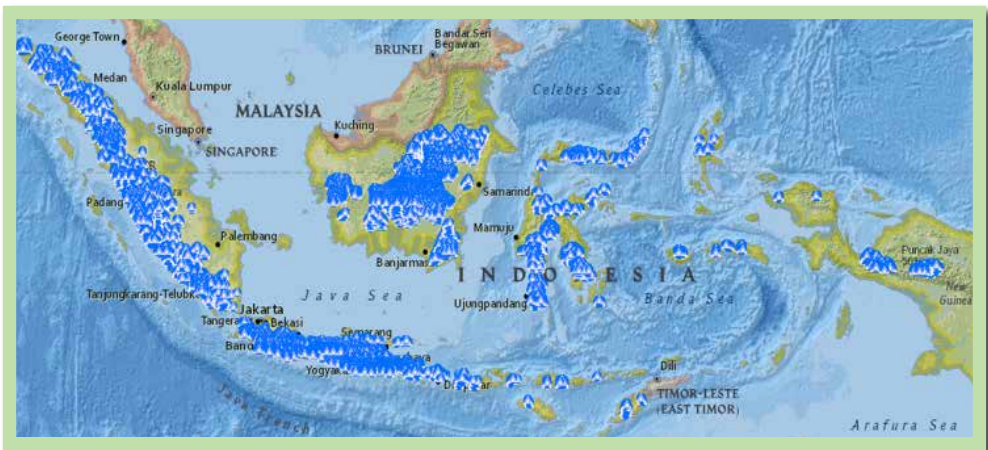 George Town
Bandar Seri
Begawan
BRUNEI
Medan
Celebes Sea
Kuala Lumpur
MALAYSIA
Kuching
Singapore
SINGAPORE
Samarind
Padang
Mamuju
Palembang
Banjarmas
Puncak Jaya
INDONESIA
New
Guinea
Tanjungkarang-Telubk
Java Sea
Ujungpandang
Banda Sea
Jakarta
Tangera
Bekasi
Semarang
Yogyak
Dili
TIMOR-LESTE
(EAST TIMOR)
Java Trench
Arafura Sea